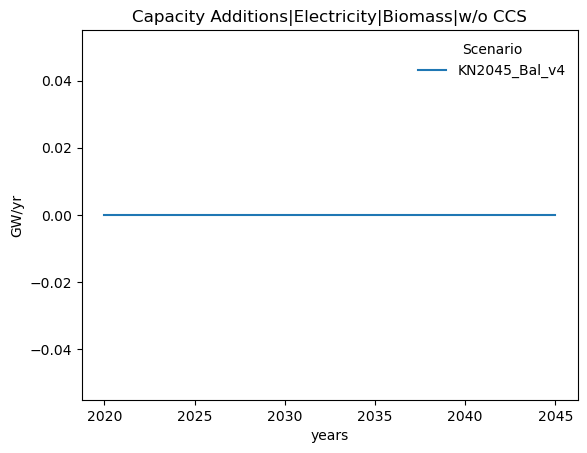 Capacity Additions|Electricity|Biomass|w/o CCS
Scenario
KN2045_Bal_v4
0.04
0.02
0.00
−0.02
−0.04
GW/yr
2020 2025 2030 2035 2040 2045
years